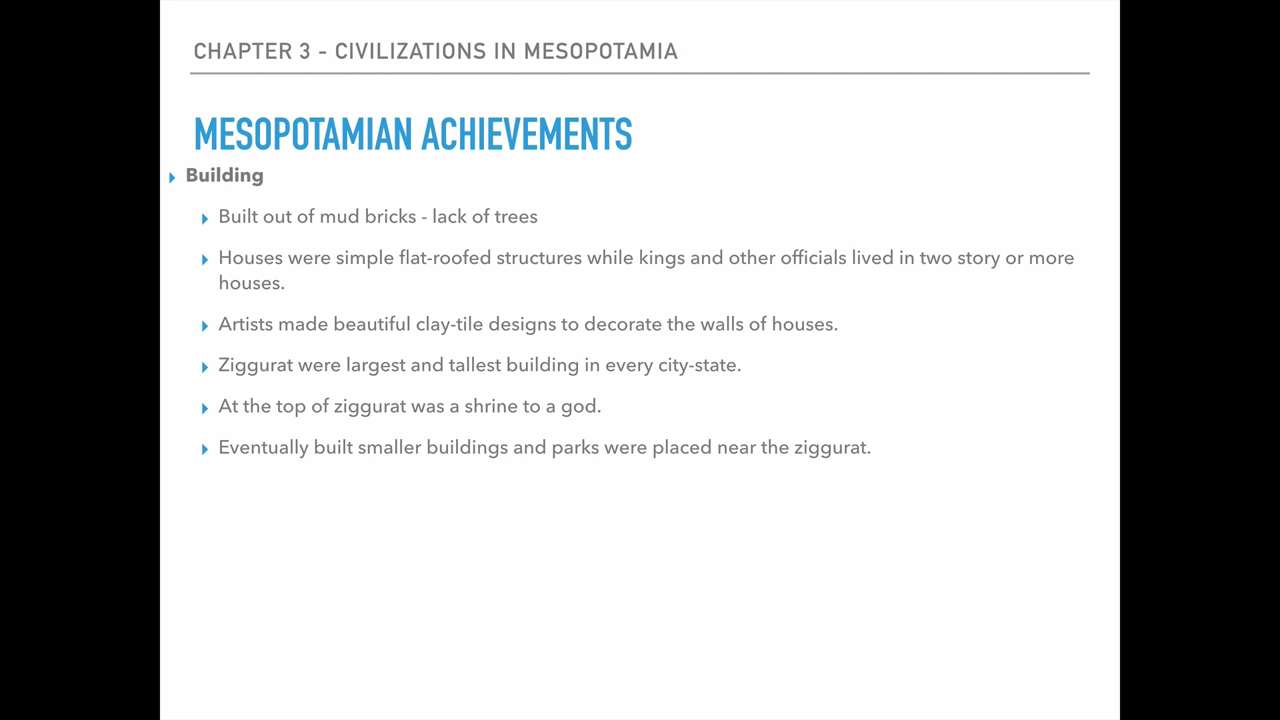 CHAPTER 3 - CIVILIZATIONS IN MESOPOTAMIA
MESOPOTAMIAN ACHIEVEMENTS
Building
Built out of mud bricks - lack of trees
Houses were simple flat-roofed structures while kings and other officials lived in two story or more
houses.
Artists made beautiful clay-tile designs to decorate the walls of houses.
Ziggurat were largest and tallest building in every city-state.
At the top of ziggurat was a shrine to a god.
Eventually built smaller buildings and parks were placed near the ziggurat.